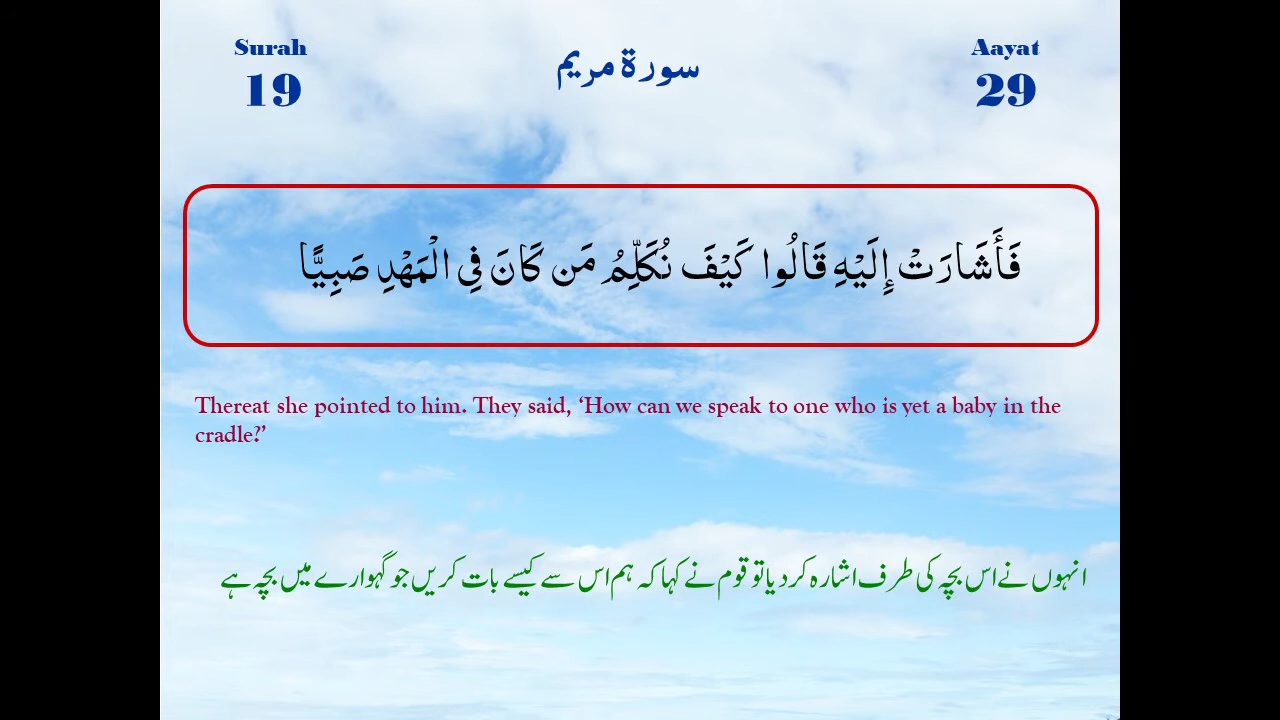 Surah
19
سورة مريم
Aayat
29
فَأَشَارَتْ إِلَيْهِ قَالُوا كَيْفَ نُكَلِّمُ مَن كَانَ فِي الْمَهْدِ صَبِيًّا
Thereat she pointed to him. They said, ‘How can we speak to one who is yet a baby in the
cradle?’
انہوں نے اس بچہ کی طرف اشارہ کردیا تو قوم نے کہا کہ ہم اس سے کیسے بات کریں جو گہوارے میں بچہ ہے